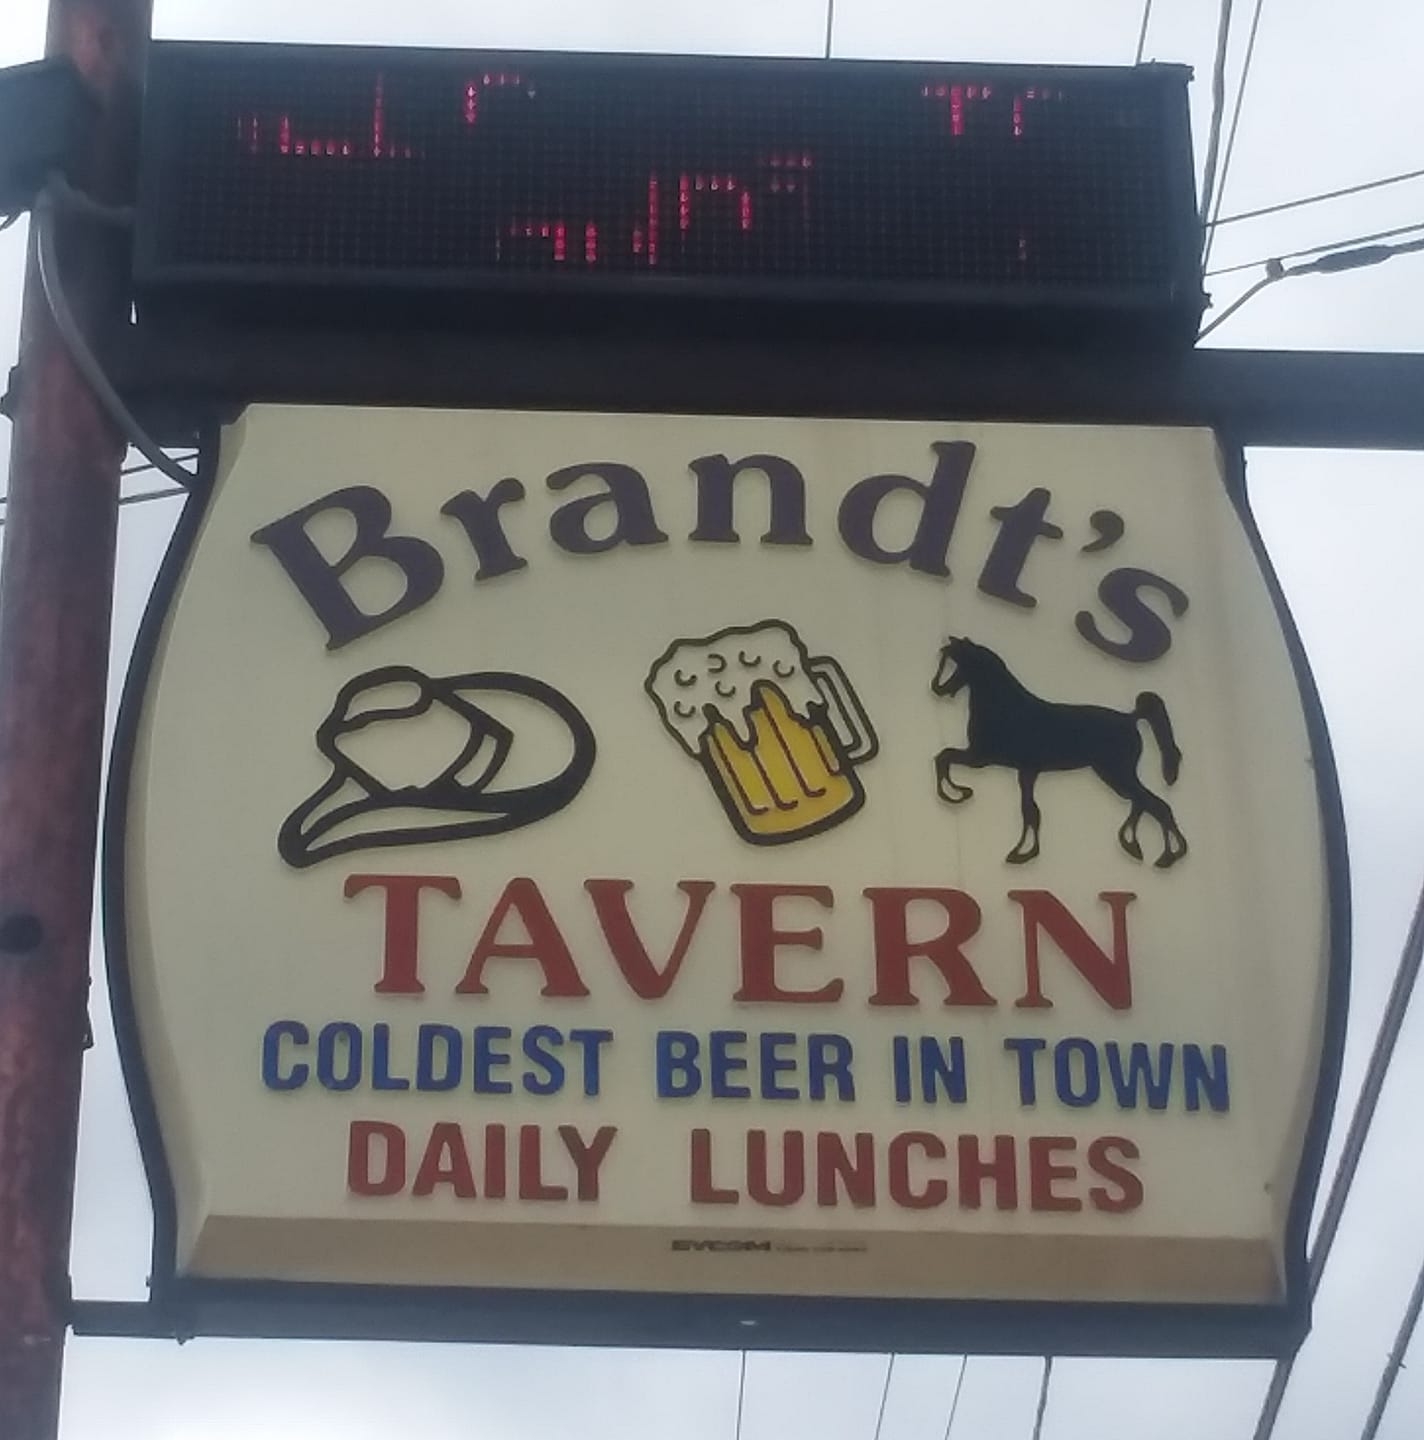 Brandt's
TAVERN
COLDEST BEER IN TOWN
DAILY LUNCHES